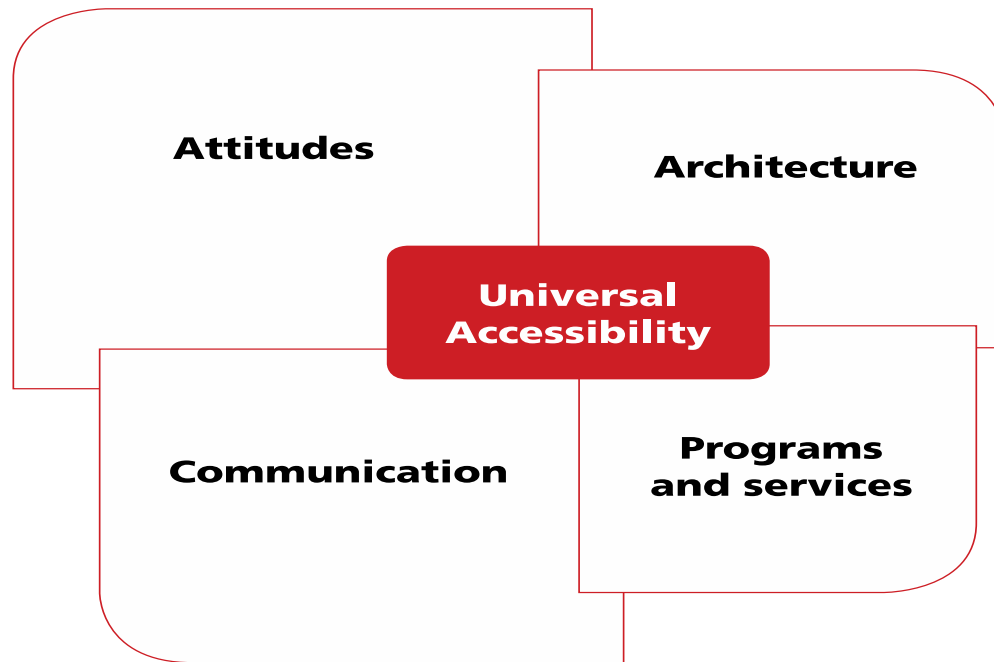 Attitudes
Architecture
Universal
Accessibility
Communication
Programs
and services